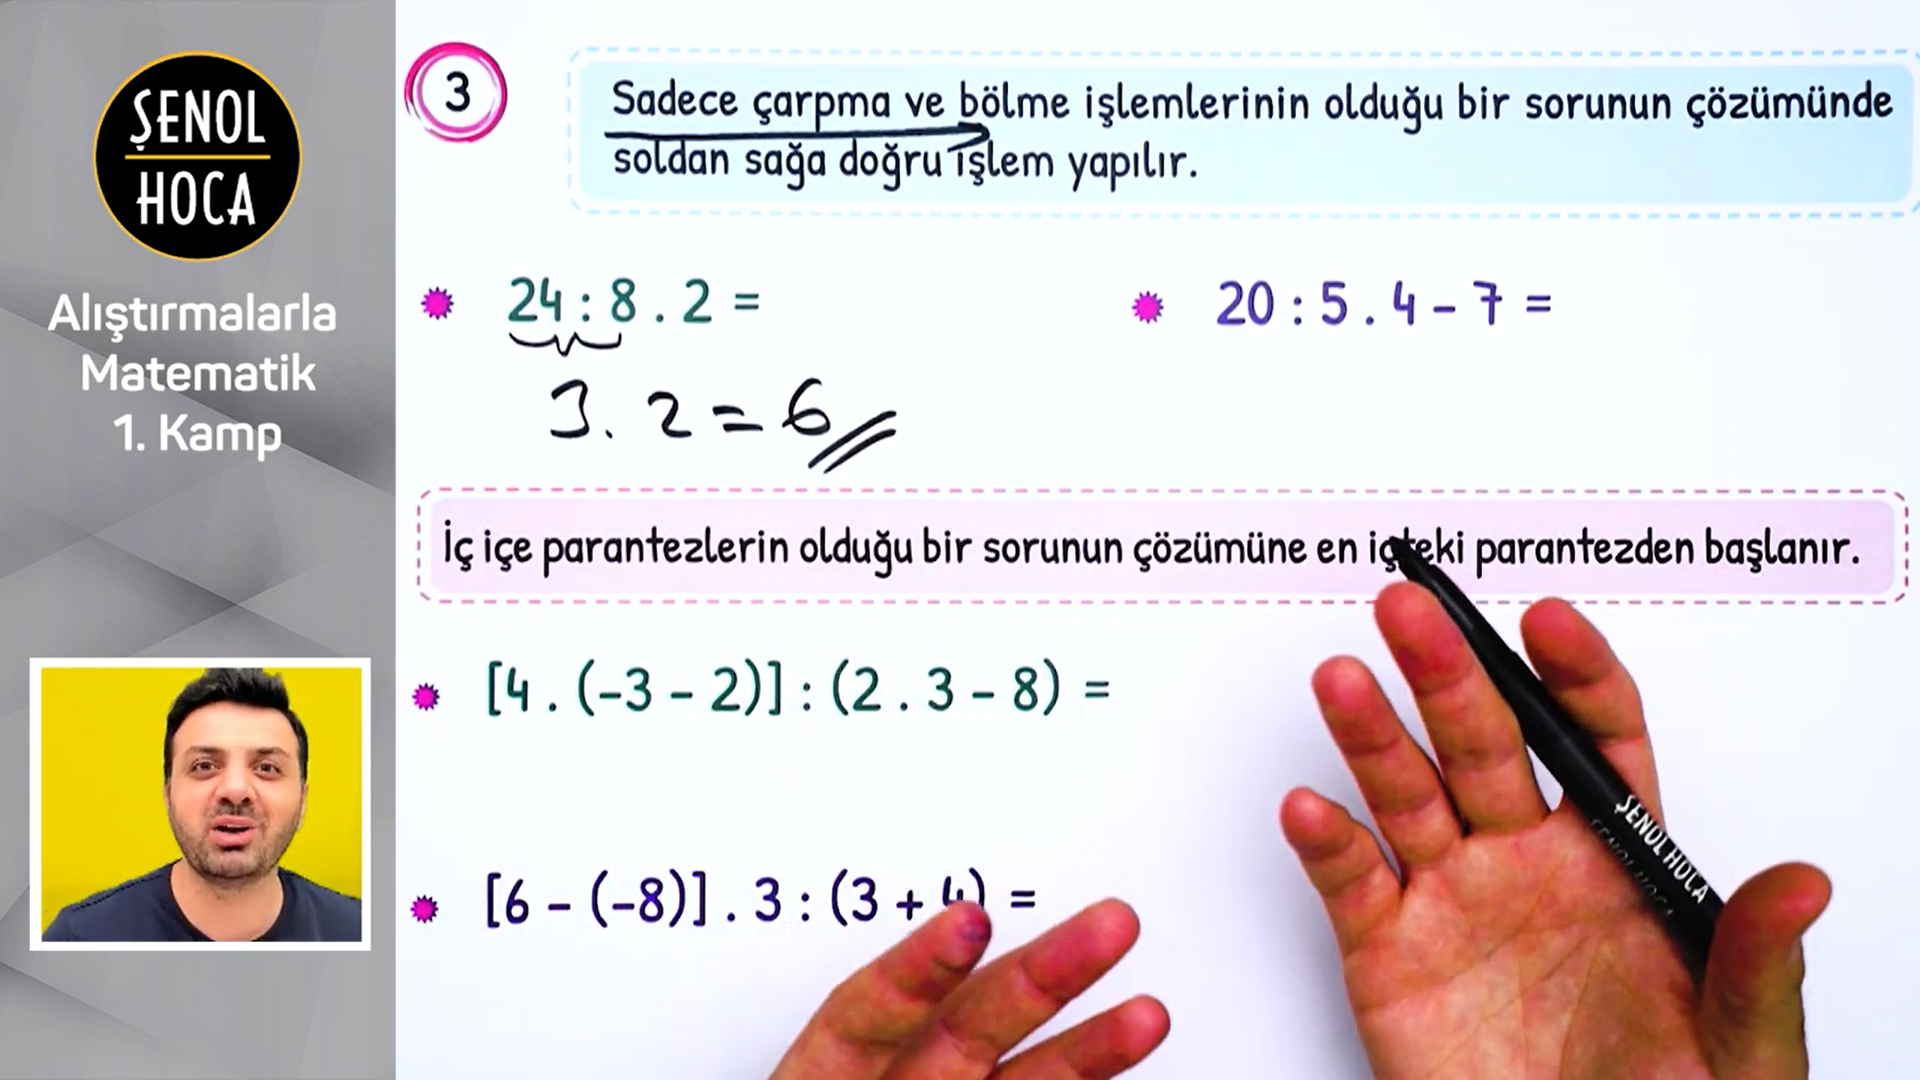 ŞENOL
HOCA
Alıştırmalarla
Matematik
1. Kamp
3
Sadece çarpma ve bölme işlemlerinin olduğu bir sorunun çözümünde
soldan sağa doğru işlem yapılır.
24 : 8 . 2 =
3 . 2 = 6
20 : 5 . 4 - 7 =
İç içe parantezlerin olduğu bir sorunun çözümüne en içteki parantezden başlanır.
[4 . (-3 - 2)] : (2 . 3 - 8) =
[6 - (-8)] . 3 : (3 + 4) =
ŞENOL HOCA